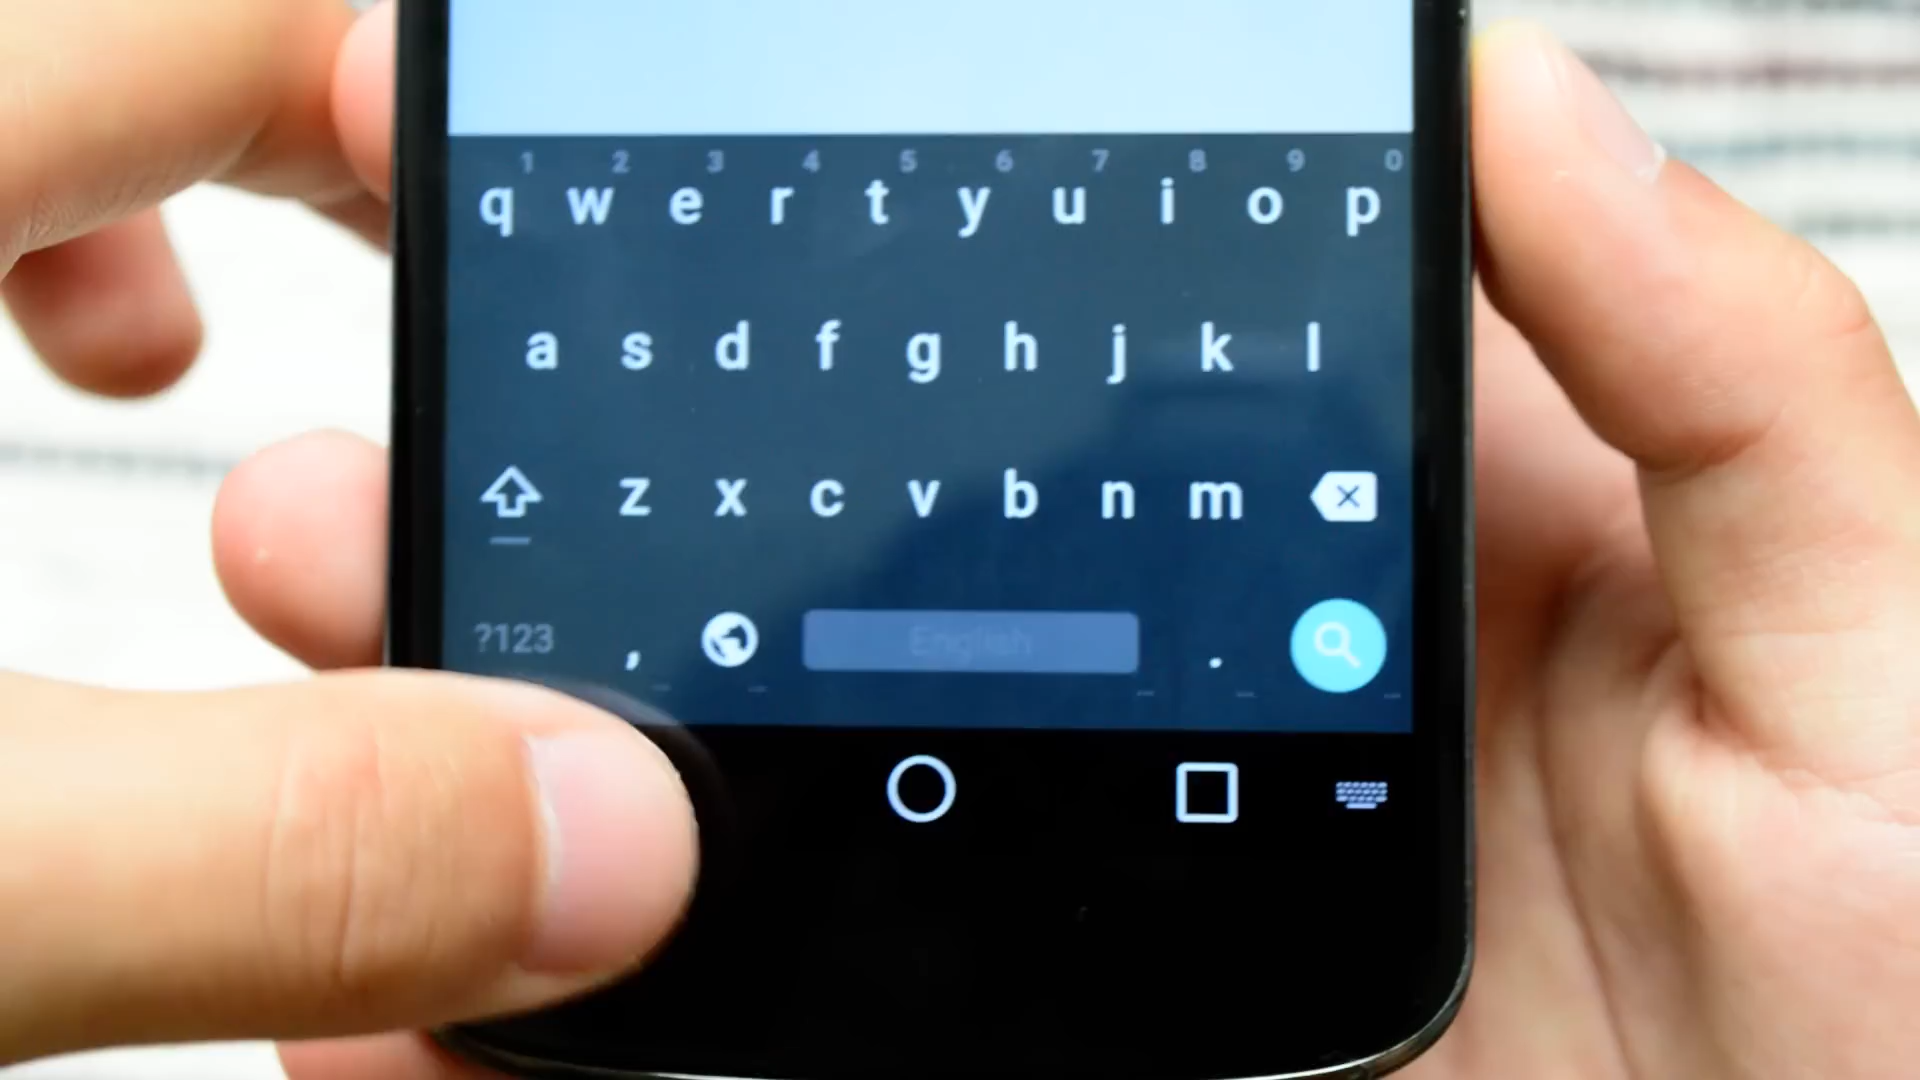 1 2 3 4 5 6 7 8 9 0
q w e r t y u i o p
a s d f g h j k l
z x c v b n m
?123 , English .